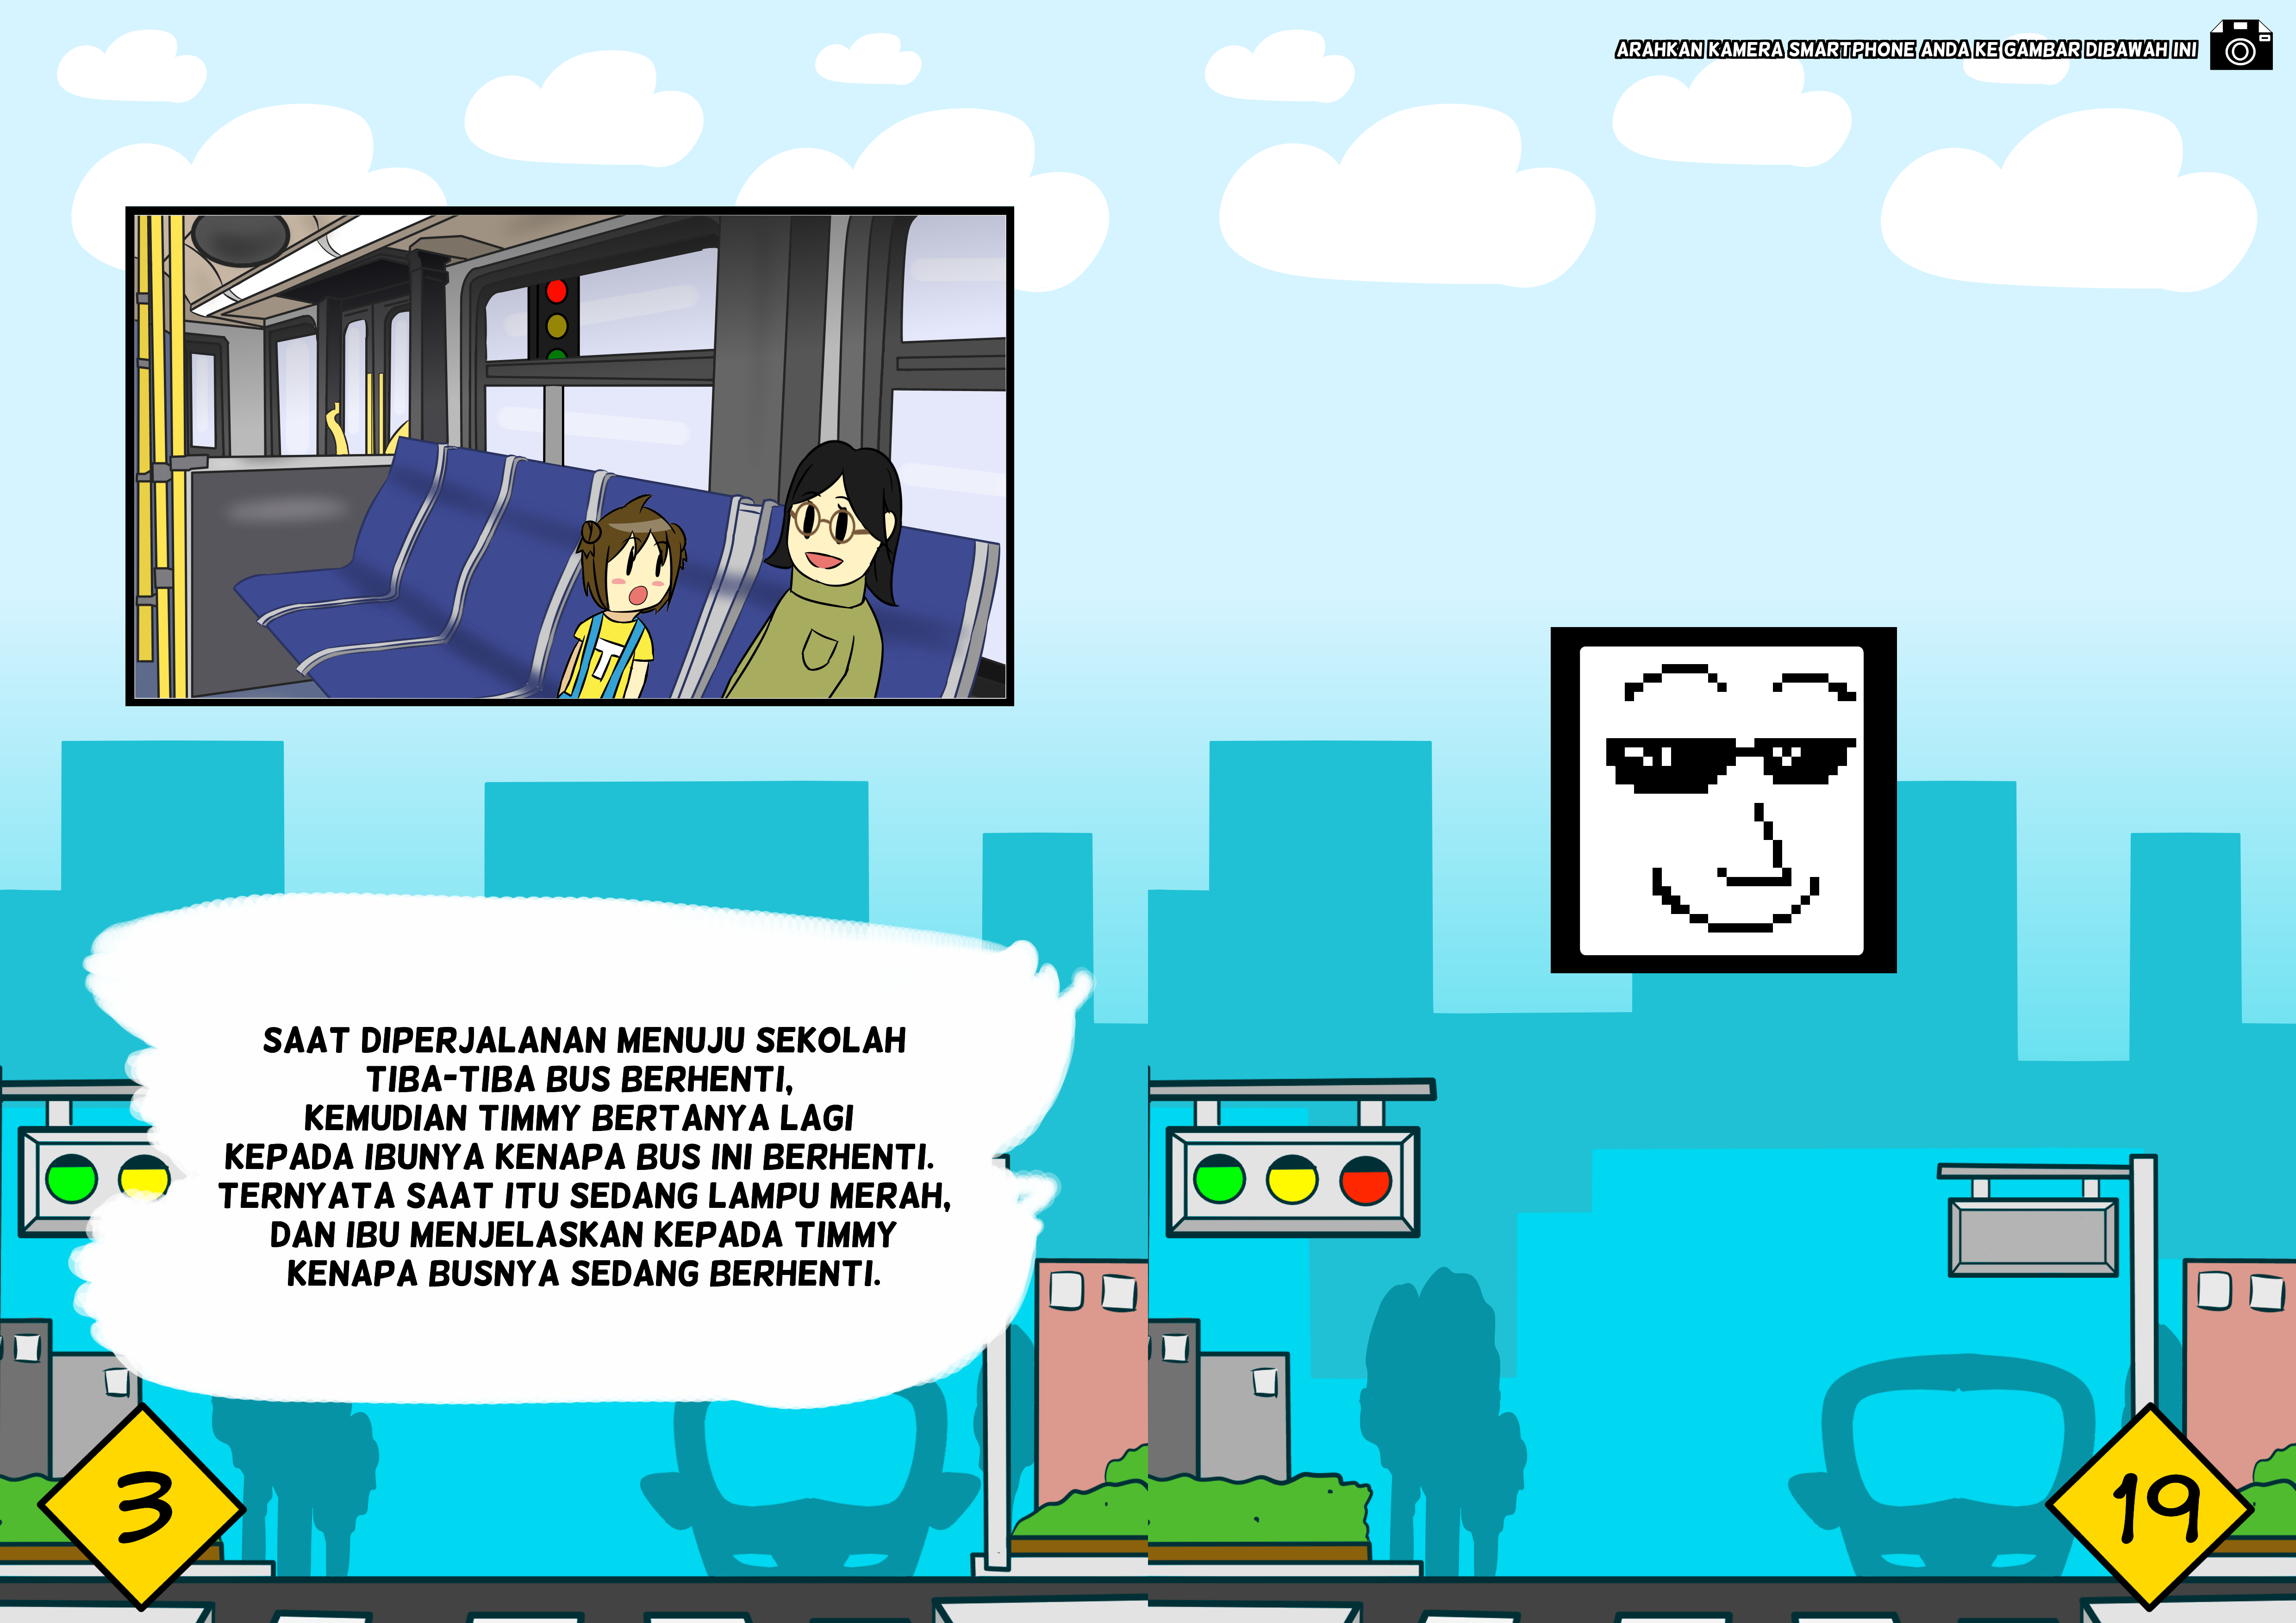 ARAHKAN KAMERA SMARTPHONE ANDA KE GAMBAR DIBAWAH INI
T
SAAT DIPERJALANAN MENUJU SEKOLAH
TIBA-TIBA BUS BERHENTI,
KEMUDIAN TIMMY BERTANYA LAGI
KEPADA IBUNYA KENAPA BUS INI BERHENTI.
TERNYATA SAAT ITU SEDANG LAMPU MERAH,
DAN IBU MENJELASKAN KEPADA TIMMY
KENAPA BUSNYA SEDANG BERHENTI.
3
19